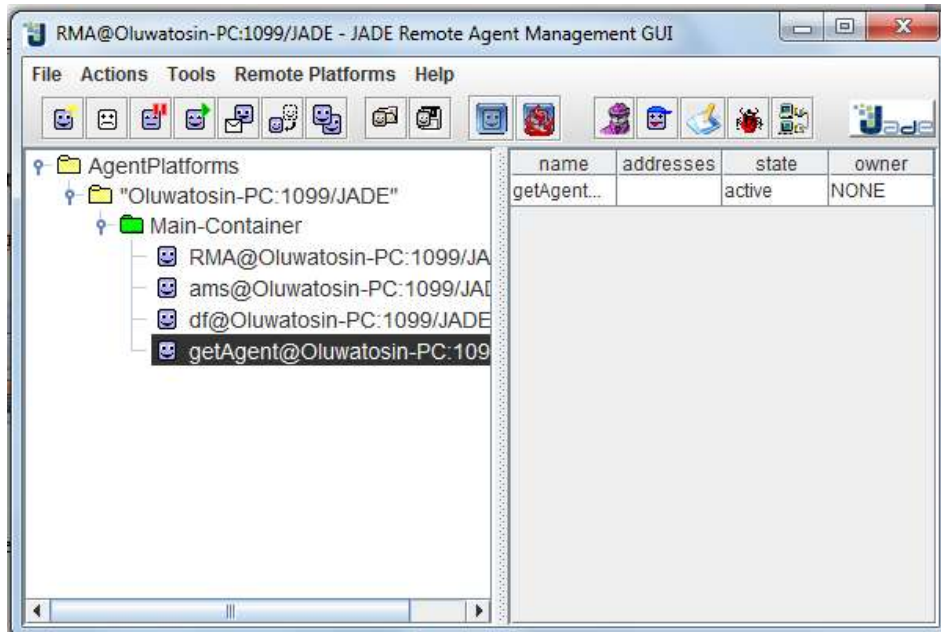 RMA@Oluwatosin-PC:1099/JADE - JADE Remote Agent Management GUI
File Actions Tools Remote Platforms Help
Jade
AgentPlatforms
"Oluwatosin-PC:1099/JADE"
Main-Container
RMA@Oluwatosin-PC:1099/JA
ams@Oluwatosin-PC:1099/JAD
df@Oluwatosin-PC:1099/JADE
getAgent@Oluwatosin-PC:109
name addresses state owner
getAgent... active NONE